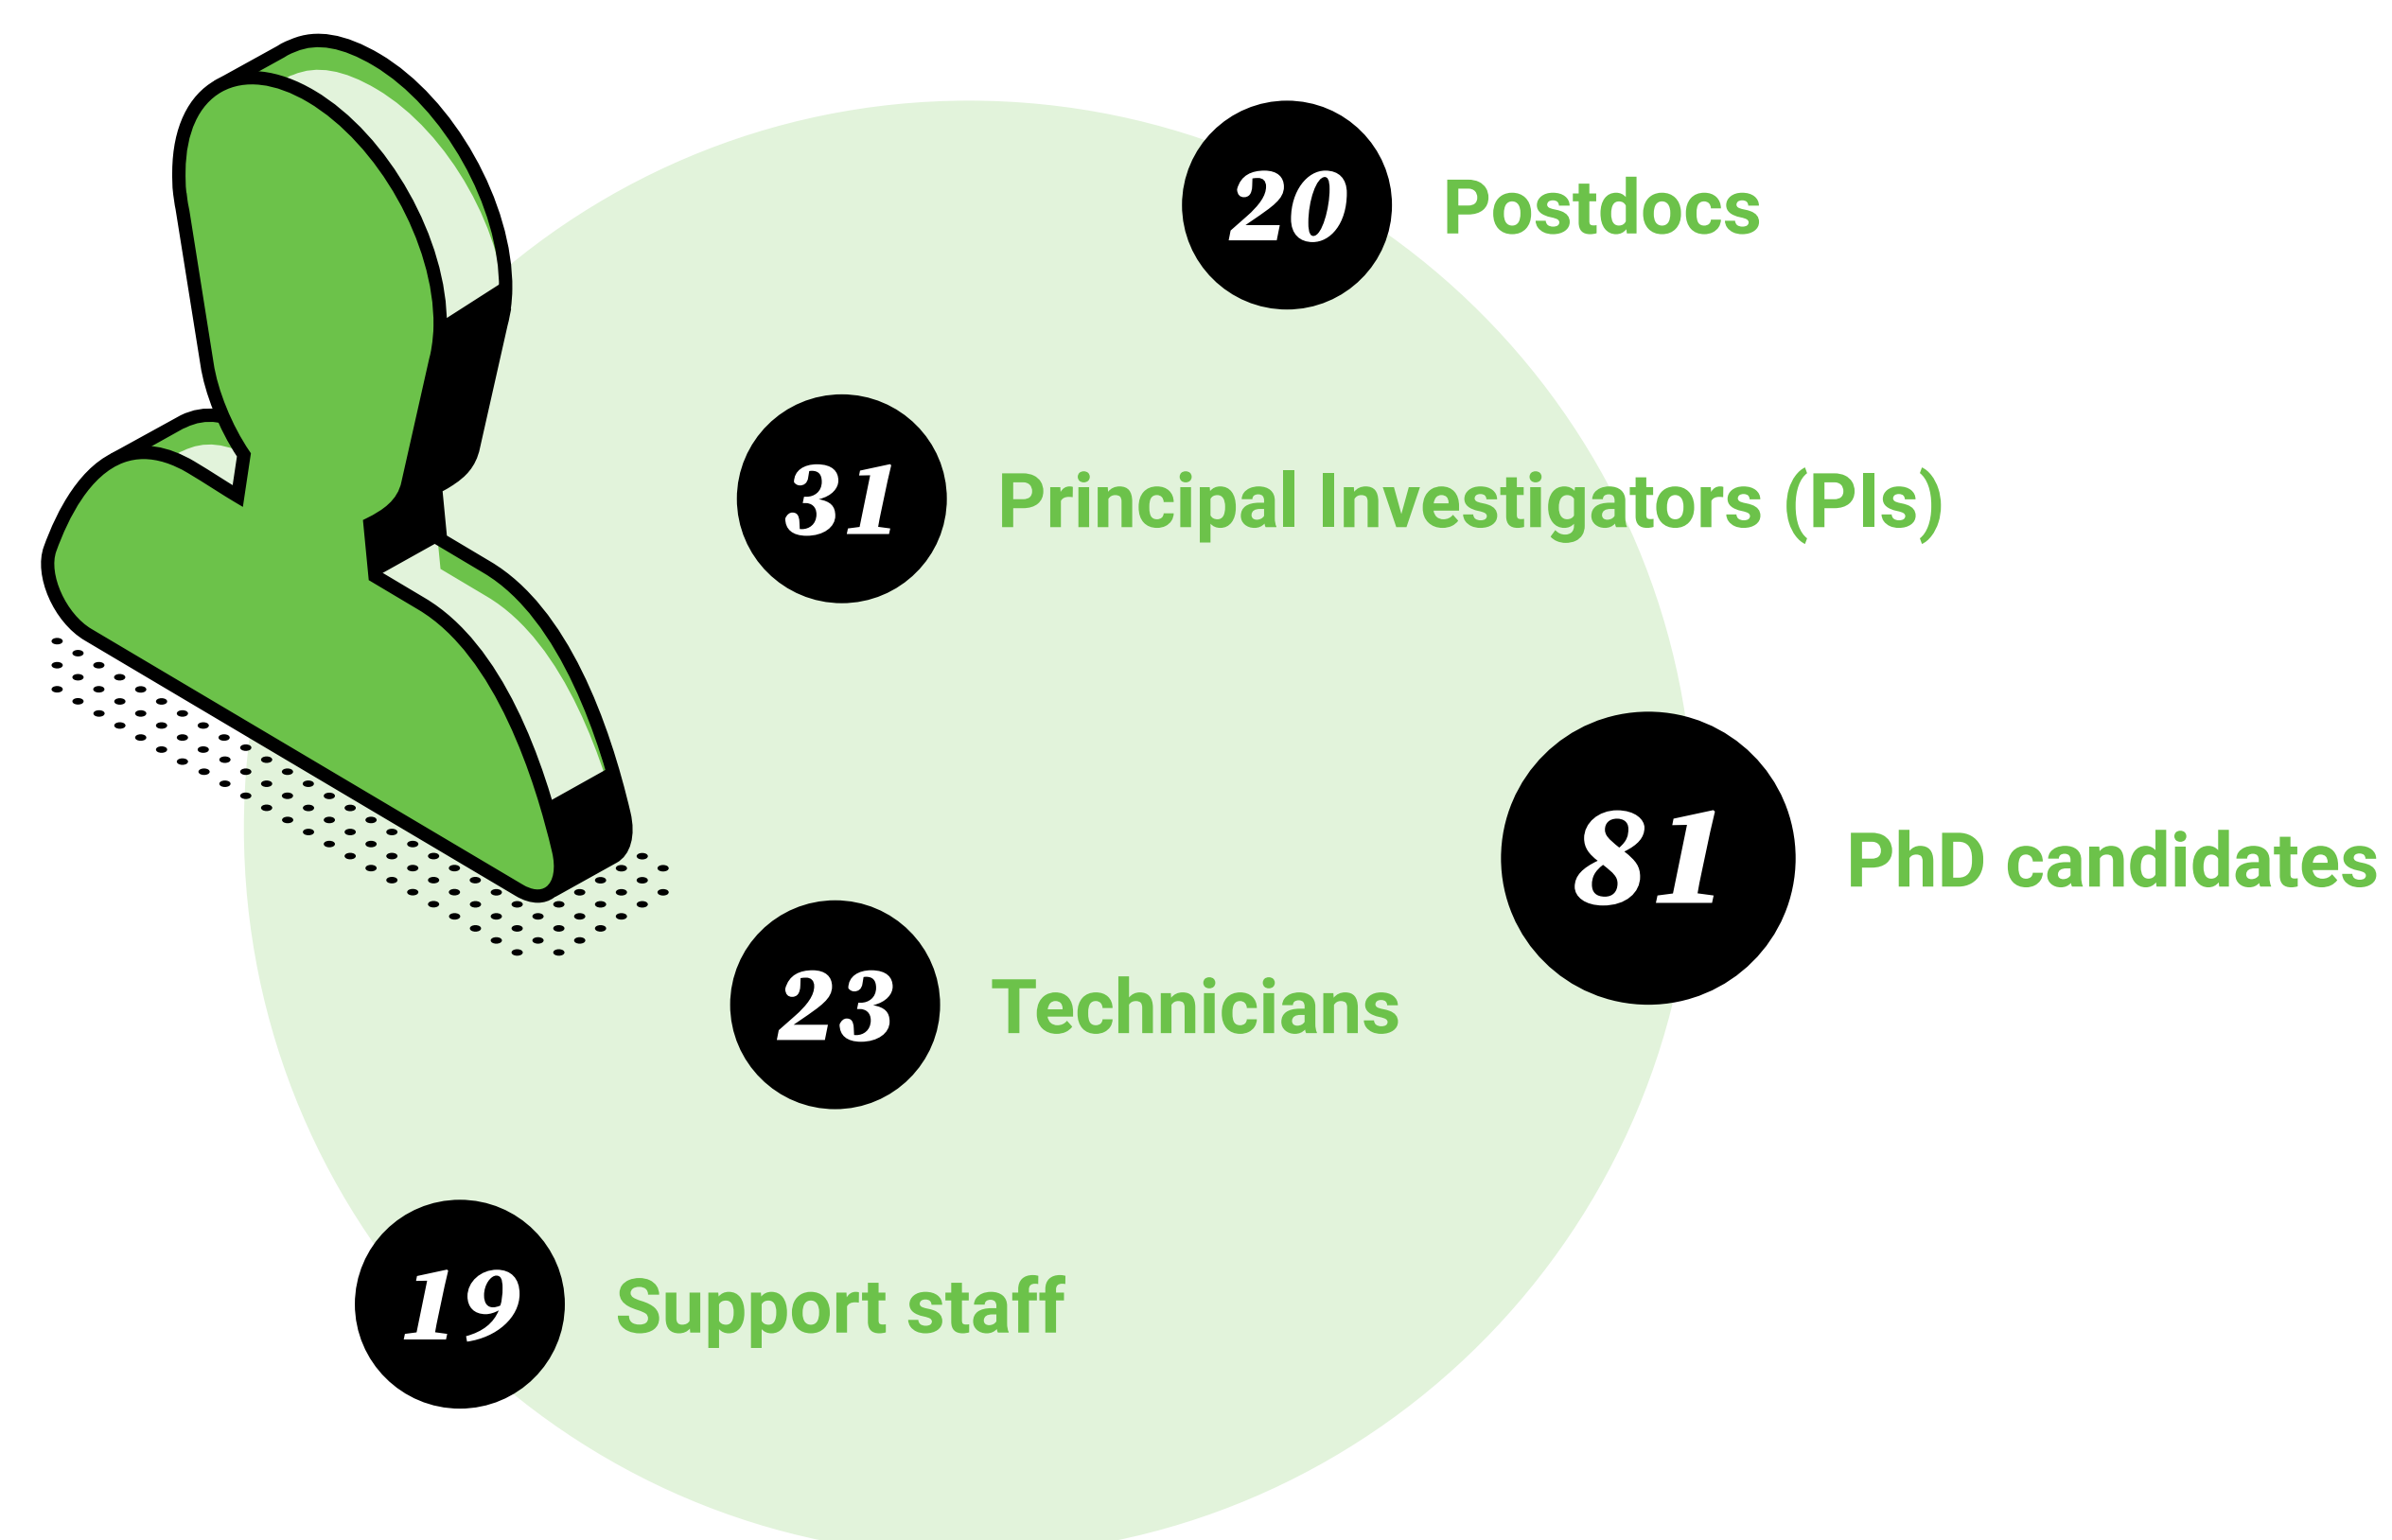 20 Postdocs
31 Principal Investigators (PIs)
81 PhD candidates
23 Technicians
19 Support staff